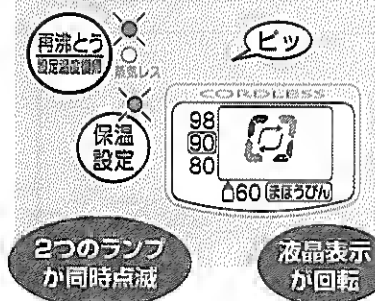 再沸とう
設定温度復帰
蒸気レス
ピッ
保温
設定
CORDLESS
98
90
80
60 まほうびん
2つのランプ
が同時点滅
液晶表示
が回転